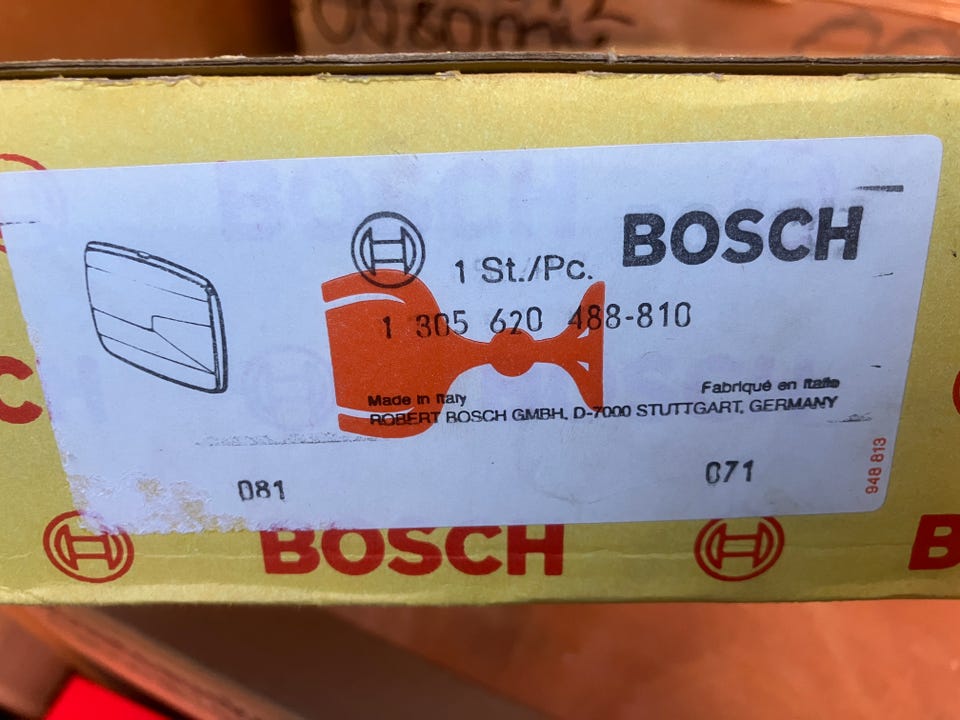 BOSCH
1 St./Pc.
1 305 620 488-810
Made in Italy
Fabriqué en Italie
ROBERT BOSCH GMBH, D-7000 STUTTGART, GERMANY
081
071
948 813
BOSCH
B